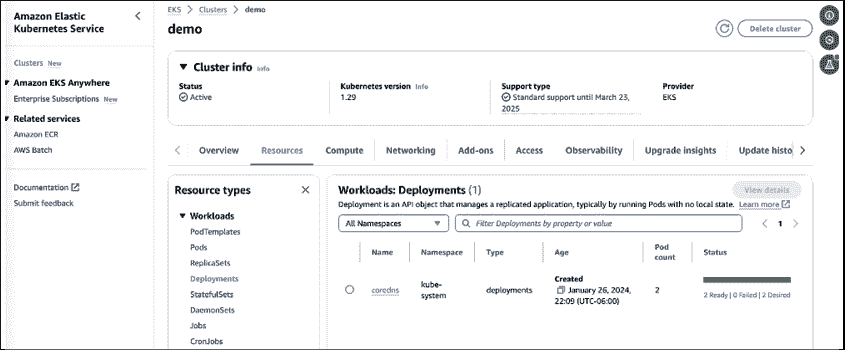 Amazon Elastic
Kubernetes Service
Clusters New
Amazon EKS Anywhere
Enterprise Subscriptions New
Related services
Amazon ECR
AWS Batch
Documentation
Submit feedback
EKS > Clusters > demo
demo
Delete cluster
Cluster info Info
Status
Active
Kubernetes version Info
1.29
Support type
Standard support until March 23,
2025
Provider
EKS
Overview Resources Compute Networking Add-ons Access Observability Upgrade insights Update histo
Resource types
Workloads
PodTemplates
Pods
ReplicaSets
Deployments
StatefulSets
DaemonSets
Jobs
CronJobs
Workloads: Deployments (1)
View details
Deployment is an API object that manages a replicated application, typically by running Pods with no local state. Learn more
All Namespaces
Filter Deployments by property or value
1
Name Namespace Type Age Pod count Status
coredns
kube-
system
deployments
Created
January 26, 2024,
22:09 (UTC-06:00)
2
2 Ready | 0 Failed | 2 Desired